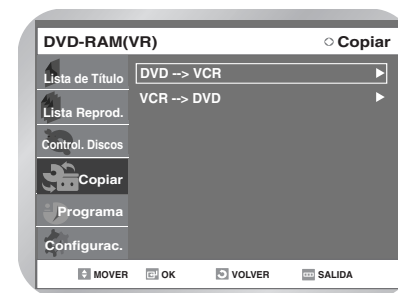 DVD-RAM(VR) Copiar
Lista de Título
DVD --> VCR
Lista Reprod.
VCR --> DVD
Control. Discos
Copiar
Programa
Configurac.
MOVER OK VOLVER SALIDA